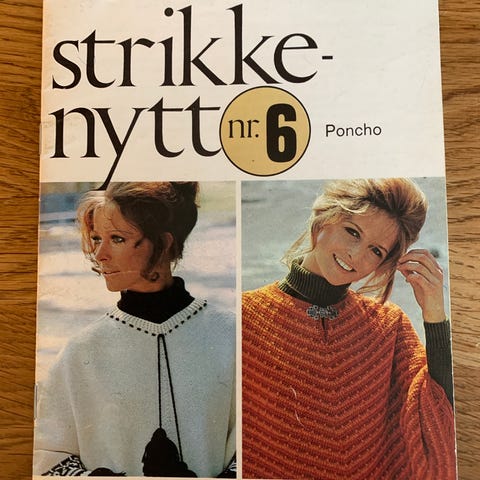 strikke-
nytt nr. 6 Poncho